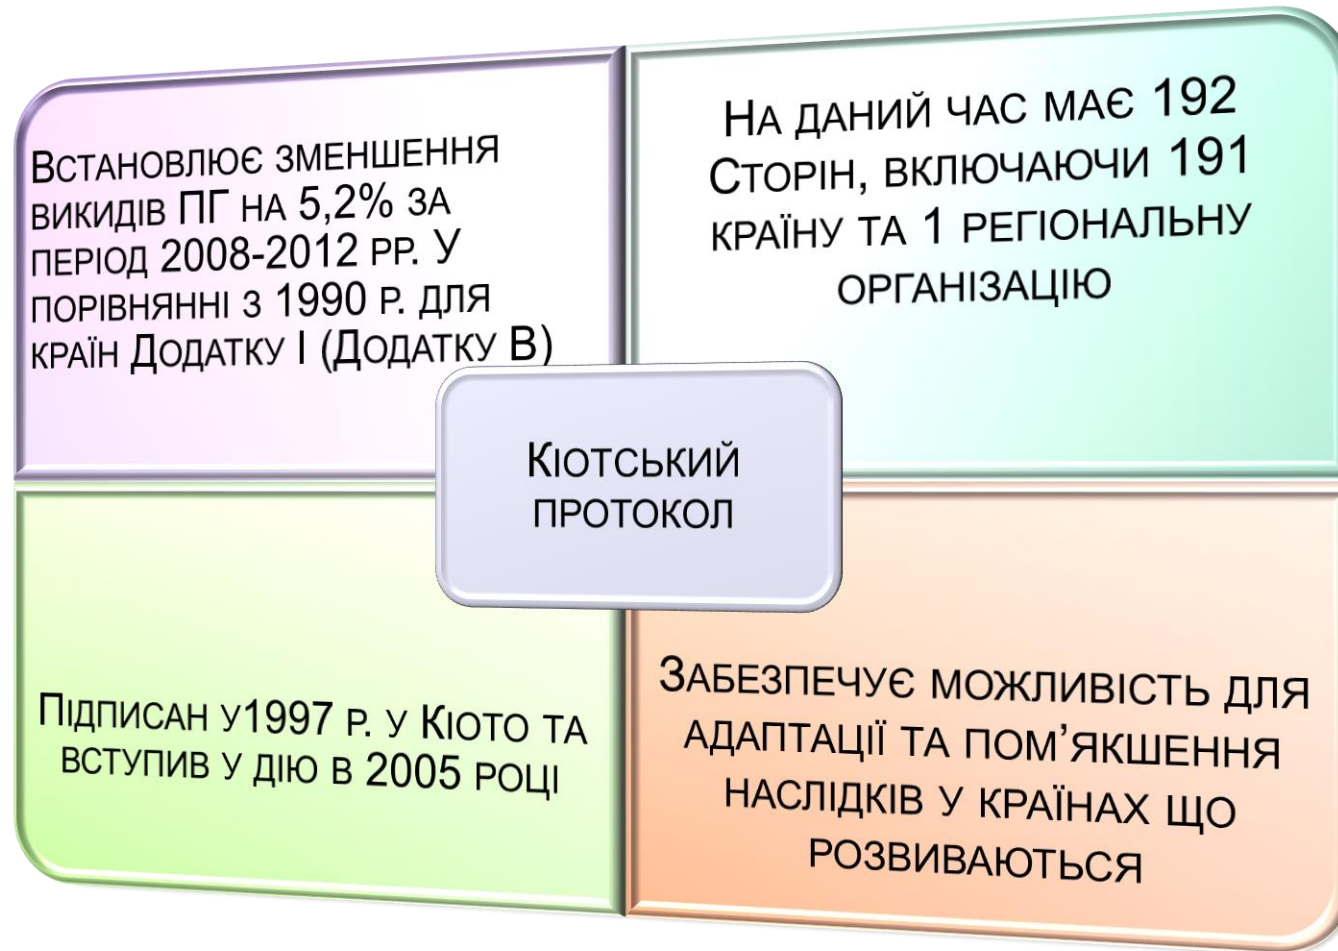 Встановлює зменшення
викидів ПГ на 5,2% за
період 2008-2012 рр. у
порівнянні з 1990 р. для
країн Додатку І (Додатку В)
На даний час має 192
Сторін, включаючи 191
країну та 1 регіональну
організацію
Кіотський
протокол
Підписан у1997 р. у Кіото та
вступив у дію в 2005 році
Забезпечує можливість для
адаптації та пом’якшення
наслідків у країнах що
розвиваються